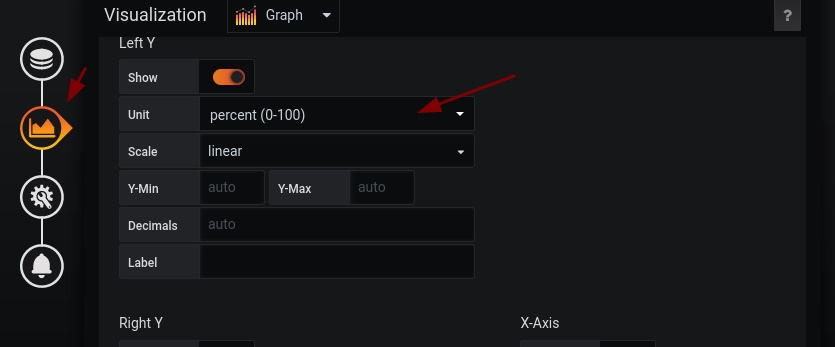 Visualization Graph ?
Left Y
Show
Unit percent (0-100)
Scale linear
Y-Min auto Y-Max auto
Decimals auto
Label
Right Y X-Axis